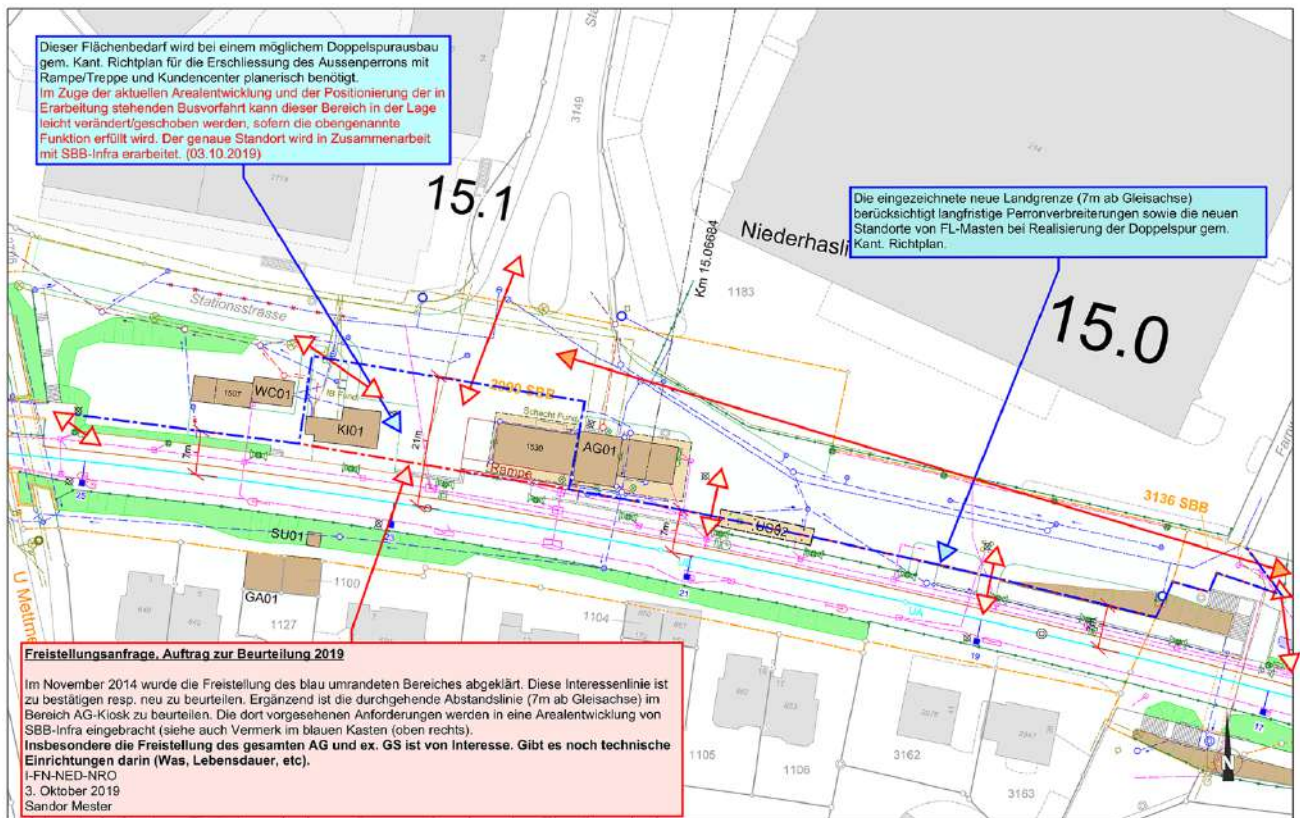 Dieser Flächenbedarf wird bei einem möglichem Doppelspurausbau
gem. Kant. Richtplan für die Erschliessung des Aussenperrons mit
Rampe/Treppe und Kundencenter planerisch benötigt.
Im Zuge der aktuellen Arealentwicklung und der Positionierung der in
Erarbeitung stehenden Busvorfahrt kann dieser Bereich in der Lage
leicht verändert/geschoben werden, sofern die obengenannte
Funktion erfüllt wird. Der genaue Standort wird in Zusammenarbeit
mit SBB-Infra erarbeitet. (03.10.2019)
3149
15.1
Km 15.06684
Niederhasli
1183
Die eingezeichnete neue Landgrenze (7m ab Gleisachse)
berücksichtigt langfristige Perronverbreiterungen sowie die neuen
Standorte von FL-Masten bei Realisierung der Doppelspur gem.
Kant. Richtplan.
15.0
Stationsstrasse
1507
WC01
KI01
2900 SBB
Schacht Fund.
1530
AG01
Rampe
21m
7m
7m
3136 SBB
25
23
21
19
17
UA
SU01
GA01
1100
1127
1104
1105
1106
3162
3163
N
Freistellungsanfrage, Auftrag zur Beurteilung 2019
Im November 2014 wurde die Freistellung des blau umrandeten Bereiches abgeklärt. Diese Interessenlinie ist
zu bestätigen resp. neu zu beurteilen. Ergänzend ist die durchgehende Abstandslinie (7m ab Gleisachse) im
Bereich AG-Kiosk zu beurteilen. Die dort vorgesehenen Anforderungen werden in eine Arealentwicklung von
SBB-Infra eingebracht (siehe auch Vermerk im blauen Kasten (oben rechts).
Insbesondere die Freistellung des gesamten AG und ex. GS ist von Interesse. Gibt es noch technische
Einrichtungen darin (Was, Lebensdauer, etc).
I-FN-NED-NRO
3. Oktober 2019
Sandor Mester